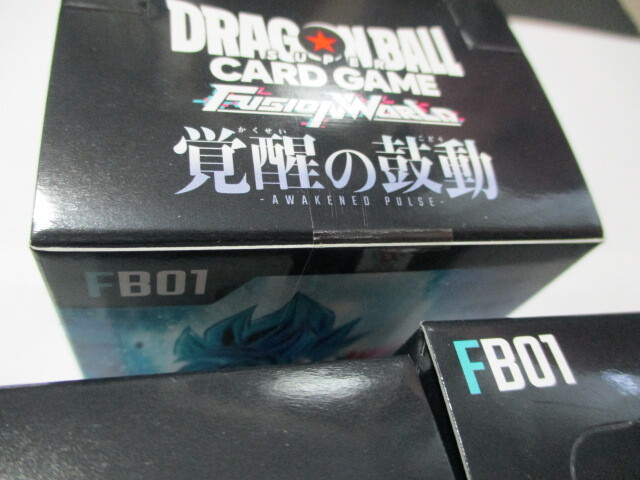 DRAGON BALL
SUPER
CARD GAME
FUSION WORLD
かくせい こどう
覚醒の鼓動
-AWAKENED PULSE-
FB01
FB01